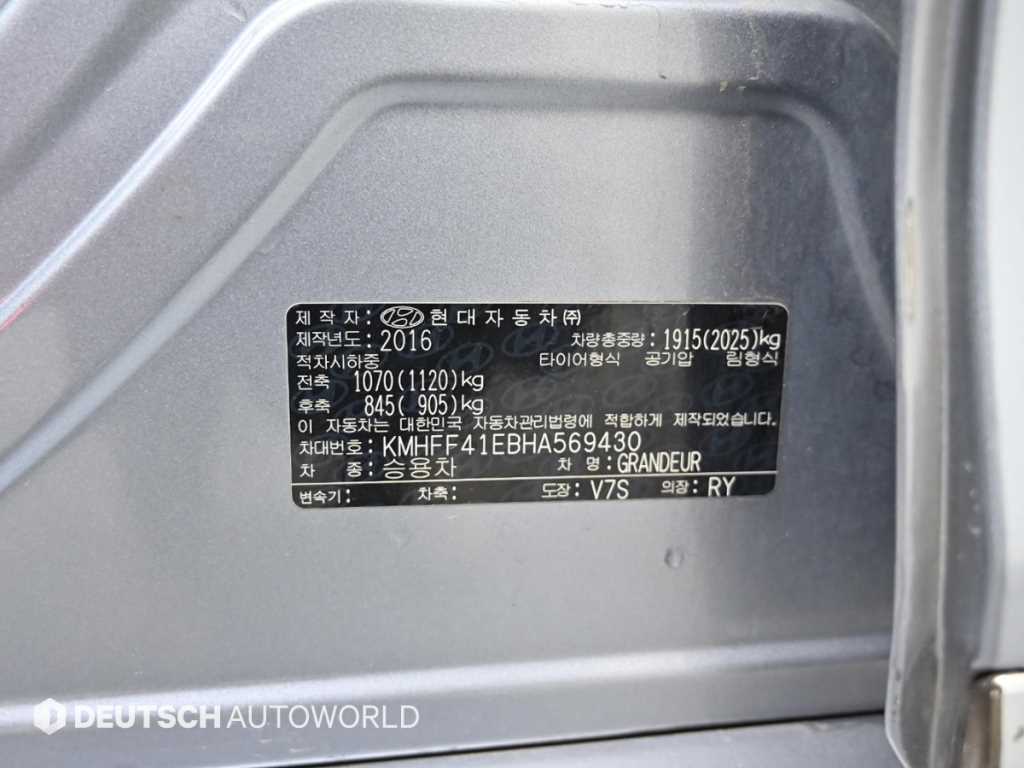 제 작 자 : 현대자동차㈜
제작년도 : 2016 차량총중량 : 1915(2025)kg
적차시하중 타이어형식 공기압 림형식
전축 1070(1120)kg
후축 845( 905)kg
이 자동차는 대한민국 자동차관리법령에 적합하게 제작되었습니다.
차대번호 : KMHFF41EBHA569430
차 종 : 승용차 차 명 : GRANDEUR
변속기 : 차축 : 도장 : V7S 의장 : RY
DEUTSCH AUTOWORLD